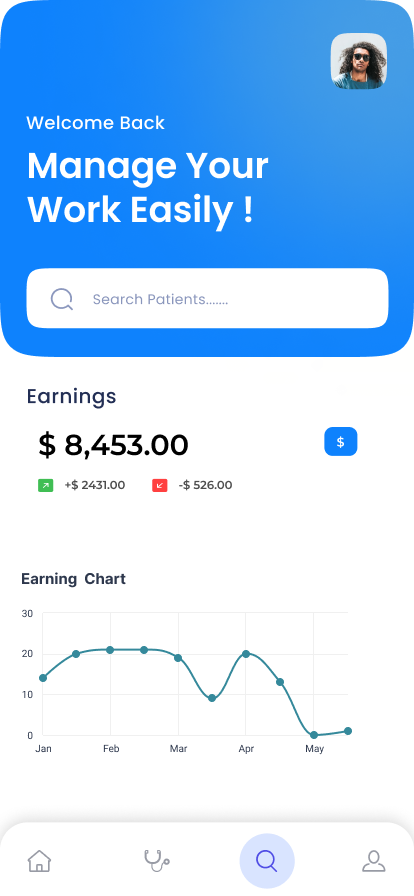 Welcome Back
Manage Your
Work Easily !
Search Patients.......
Earnings
$ 8,453.00
$
+$ 2431.00
-$ 526.00
Earning Chart
30
20
10
0
Jan Feb Mar Apr May